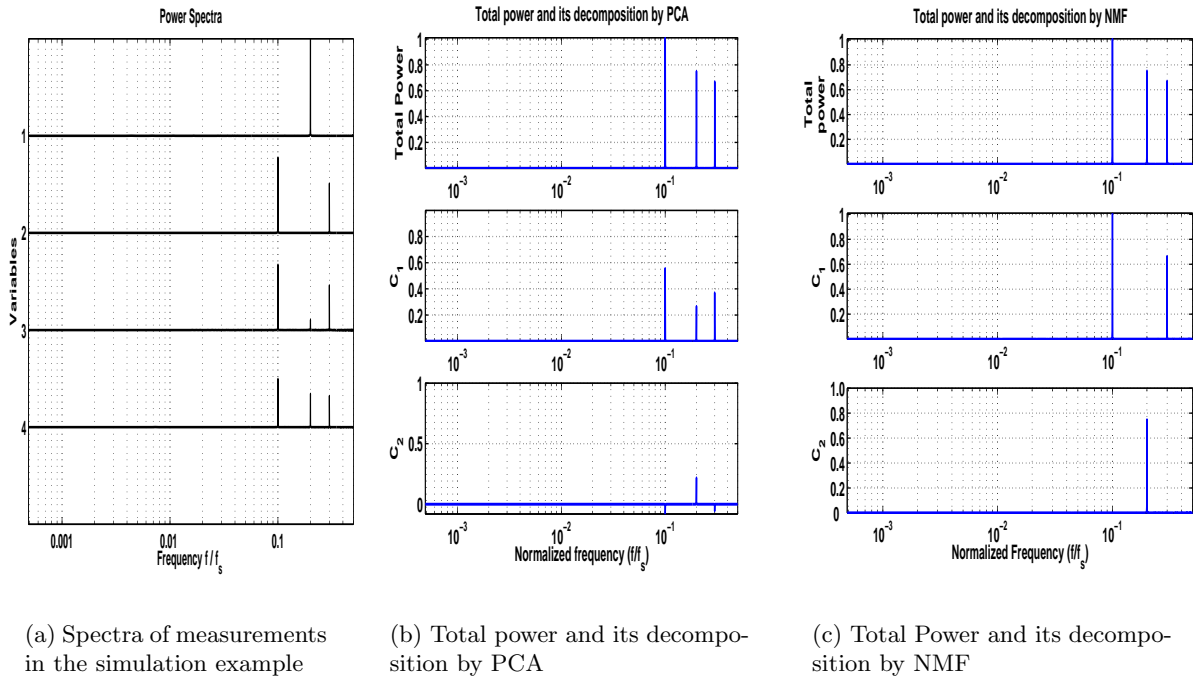 Power Spectra
1
2
3
4
Variables
0.001
0.01
0.1
Frequency f / f_s
Total power and its decomposition by PCA
Total Power
1
0.8
0.6
0.4
0.2
10^−3
10^−2
10^−1
C_1
1
0.8
0.6
0.4
0.2
10^−3
10^−2
10^−1
C_2
1
0.5
0
10^−3
10^−2
10^−1
Normalized frequency (f/f_s)
Total power and its decomposition by NMF
Total
power
1
0.8
0.6
0.4
0.2
10^−3
10^−2
10^−1
C_1
1
0.8
0.6
0.4
0.2
10^−3
10^−2
10^−1
C_2
1.0
0.8
0.6
0.4
0.2
0
10^−3
10^−2
10^−1
Normalized Frequency (f/f_s)
(a) Spectra of measurements
in the simulation example
(b) Total power and its decompo-
sition by PCA
(c) Total Power and its decompo-
sition by NMF